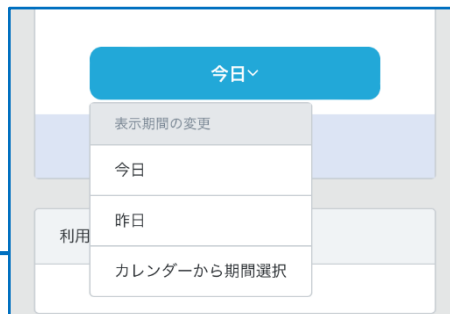 今日
表示期間の変更
今日
昨日
利用
カレンダーから期間選択